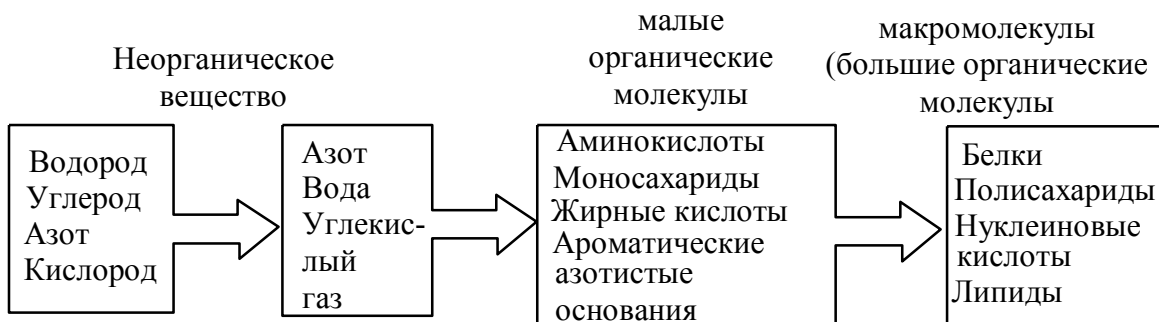 Неорганическое
вещество
малые
органические
молекулы
макромолекулы
(большие органические
молекулы
Водород
Углерод
Азот
Кислород
Азот
Вода
Углекис-
лый
газ
Аминокислоты
Моносахариды
Жирные кислоты
Ароматические
азотистые
основания
Белки
Полисахариды
Нуклеиновые
кислоты
Липиды